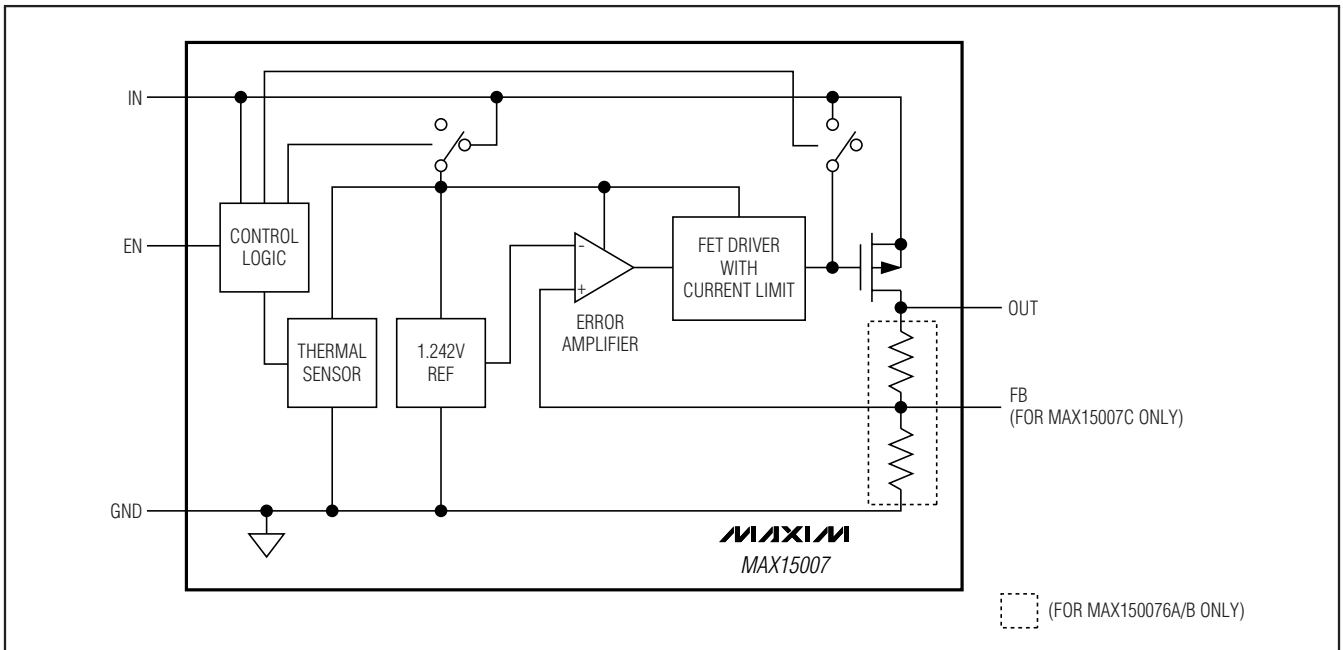 IN
EN
CONTROL
LOGIC
THERMAL
SENSOR
1.242V
REF
-
+
ERROR
AMPLIFIER
FET DRIVER
WITH
CURRENT LIMIT
OUT
FB
(FOR MAX15007C ONLY)
GND
MAXIM
MAX15007
(FOR MAX150076A/B ONLY)